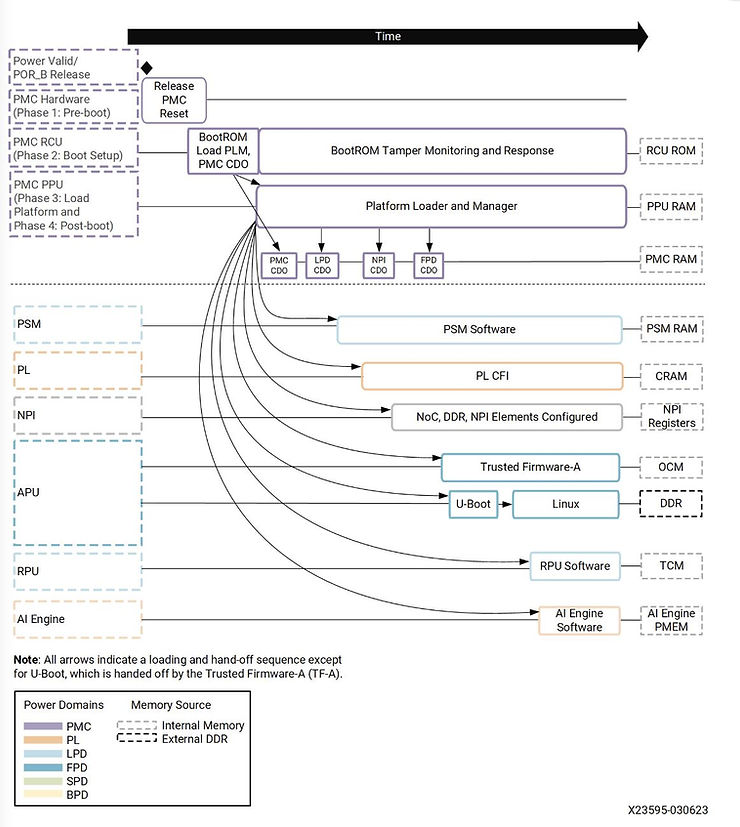 Time
Power Valid/
POR_B Release
Release
PMC
Reset
PMC Hardware
(Phase 1: Pre-boot)
PMC RCU
(Phase 2: Boot Setup)
BootROM
Load PLM,
PMC CDO
BootROM Tamper Monitoring and Response
RCU ROM
PMC PPU
(Phase 3: Load
Platform and
Phase 4: Post-boot)
Platform Loader and Manager
PPU RAM
PMC
CDO
LPD
CDO
NPI
CDO
FPD
CDO
PMC RAM
PSM
PSM Software
PSM RAM
PL
PL CFI
CRAM
NPI
NoC, DDR, NPI Elements Configured
NPI
Registers
APU
Trusted Firmware-A
OCM
U-Boot
Linux
DDR
RPU
RPU Software
TCM
AI Engine
AI Engine
Software
AI Engine
PMEM
Note: All arrows indicate a loading and hand-off sequence except
for U-Boot, which is handed off by the Trusted Firmware-A (TF-A).
Power Domains
PMC
PL
LPD
FPD
SPD
BPD
Memory Source
Internal Memory
External DDR
X23595-030623